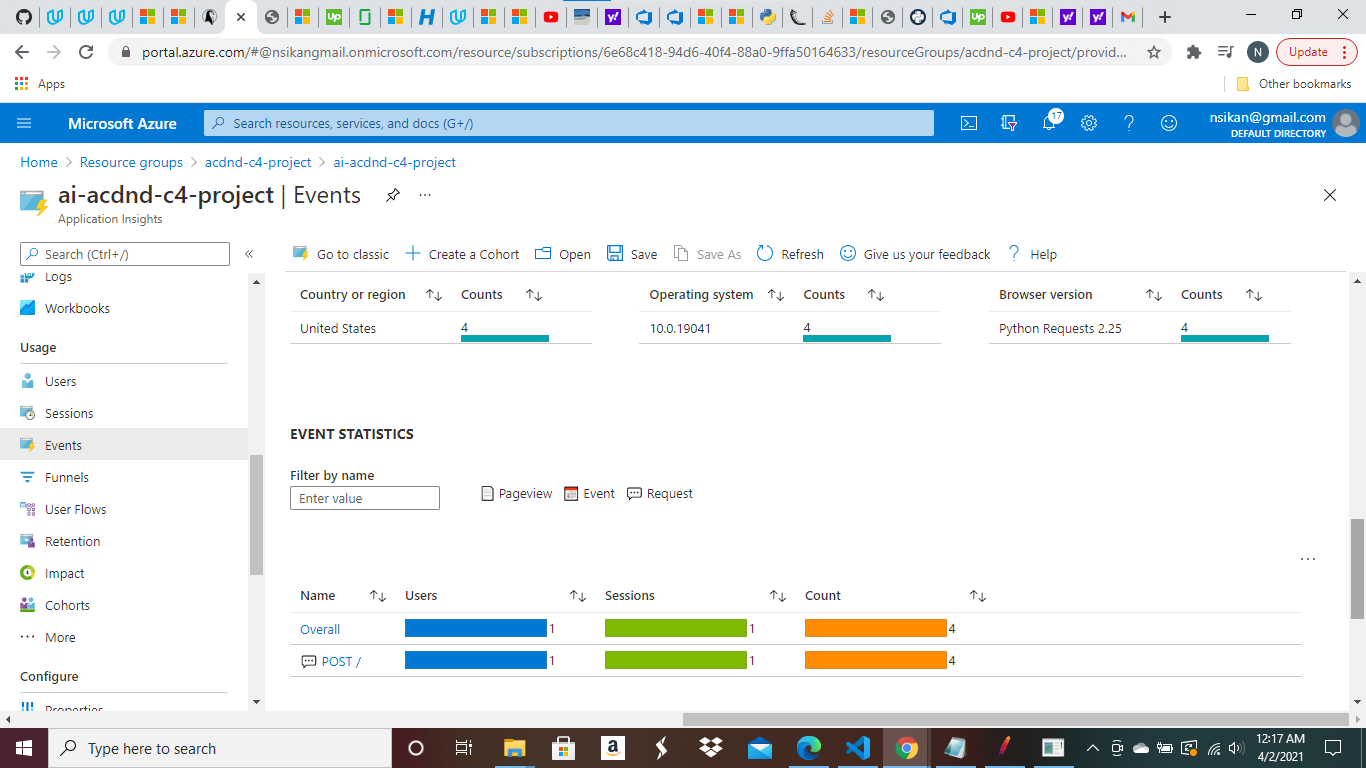 portal.azure.com/#@nsikangmail.onmicrosoft.com/resource/subscriptions/6e68c418-94d6-40f4-88a0-9ffa50164633/resourceGroups/acdnd-c4-project/provid...
N
Update
Apps
Other bookmarks
Microsoft Azure
Search resources, services, and docs (G+/)
17
nsikan@gmail.com
DEFAULT DIRECTORY
Home > Resource groups > acdnd-c4-project > ai-acdnd-c4-project
ai-acdnd-c4-project | Events
Application Insights
Search (Ctrl+/)
Logs
Workbooks
Usage
Users
Sessions
Events
Funnels
User Flows
Retention
Impact
Cohorts
More
Configure
Properties
Go to classic Create a Cohort Open Save Save As Refresh Give us your feedback Help
Country or region Counts Operating system Counts Browser version Counts
United States 4 10.0.19041 4 Python Requests 2.25 4
EVENT STATISTICS
Filter by name
Enter value Pageview Event Request
Name Users Sessions Count
Overall 1 1 4
POST / 1 1 4
Type here to search
12:17 AM
4/2/2021